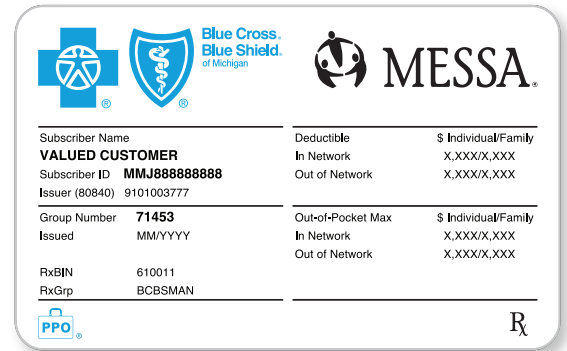 Blue Cross®
Blue Shield®
of Michigan
® ®
MESSA®
Subscriber Name
VALUED CUSTOMER
Subscriber ID MMJ888888888
Issuer (80840) 9101003777
Group Number 71453
Issued MM/YYYY
RxBIN 610011
RxGrp BCBSMAN
Deductible $ Individual/Family
In Network X,XXX/X,XXX
Out of Network X,XXX/X,XXX
Out-of-Pocket Max $ Individual/Family
In Network X,XXX/X,XXX
Out of Network X,XXX/X,XXX
PPO®
Rx